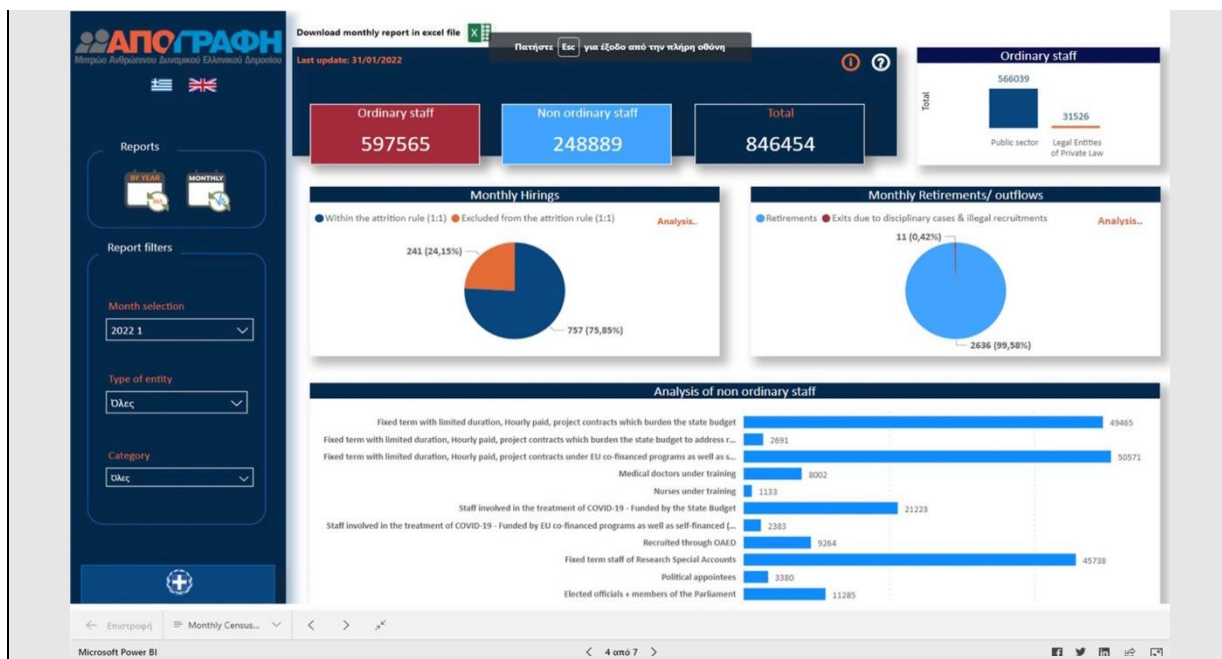 ΑΠΟΓΡΑΦΗ
Μητρώο Ανθρώπινου Δυναμικού Ελληνικού Δημοσίου
Reports
BY YEAR
MONTHLY
Report filters
Month selection
2022 1
Type of entity
Όλες
Category
Όλες
Download monthly report in excel file
Πατήστε Esc για έξοδο από την πλήρη οθόνη
Last update: 31/01/2022
Ordinary staff
597565
Non ordinary staff
248889
Total
846454
Ordinary staff
Total
566039
31526
Public sector
Legal Entities
of Private Law
Monthly Hirings
Within the attrition rule (1:1) Excluded from the attrition rule (1:1)
Analysis..
241 (24,15%)
757 (75,85%)
Monthly Retirements/ outflows
Retirements Exits due to disciplinary cases & illegal recruitments
Analysis..
11 (0,42%)
2636 (99,58%)
Analysis of non ordinary staff
Fixed term with limited duration, Hourly paid, project contracts which burden the state budget 49465
Fixed term with limited duration, Hourly paid, project contracts which burden the state budget to address r... 2691
Fixed term with limited duration, Hourly paid, project contracts under EU co-financed programs as well as s... 50571
Medical doctors under training 8002
Nurses under training 1133
Staff involved in the treatment of COVID-19 - Funded by the State Budget 21223
Staff involved in the treatment of COVID-19 - Funded by EU co-financed programs as well as self-financed (... 2383
Recruited through OAED 9264
Fixed term staff of Research Special Accounts 45738
Political appointees 3380
Elected officials + members of the Parliament 11285
Επιστροφή
Monthly Census...
Microsoft Power BI
4 από 7